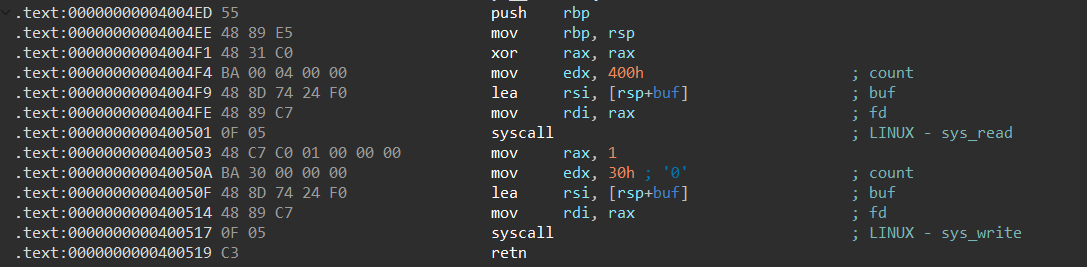 .text:00000000004004ED 55 push rbp
.text:00000000004004EE 48 89 E5 mov rbp, rsp
.text:00000000004004F1 48 31 C0 xor rax, rax
.text:00000000004004F4 BA 00 04 00 00 mov edx, 400h ; count
.text:00000000004004F9 48 8D 74 24 F0 lea rsi, [rsp+buf] ; buf
.text:00000000004004FE 48 89 C7 mov rdi, rax ; fd
.text:0000000000400501 0F 05 syscall ; LINUX - sys_read
.text:0000000000400503 48 C7 C0 01 00 00 00 mov rax, 1
.text:000000000040050A BA 30 00 00 00 mov edx, 30h ; '0' ; count
.text:000000000040050F 48 8D 74 24 F0 lea rsi, [rsp+buf] ; buf
.text:0000000000400514 48 89 C7 mov rdi, rax ; fd
.text:0000000000400517 0F 05 syscall ; LINUX - sys_write
.text:0000000000400519 C3 retn